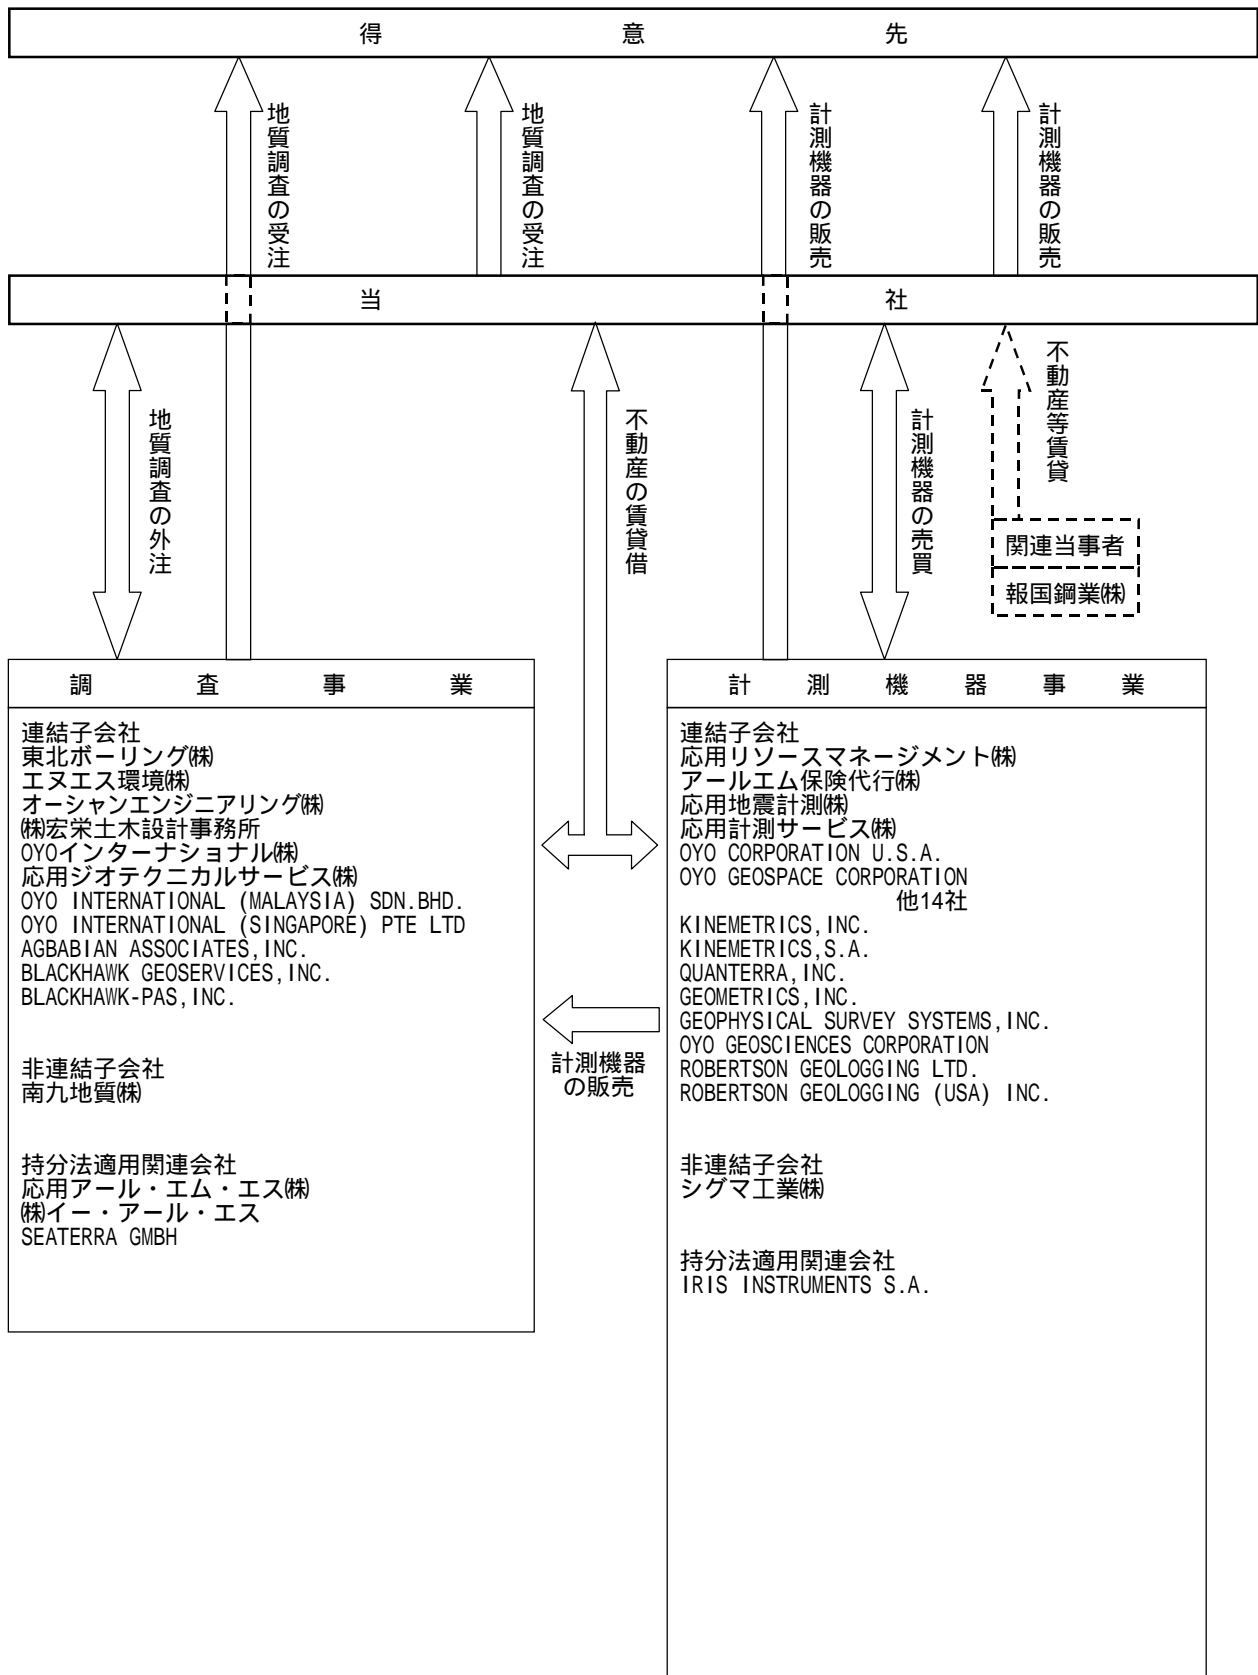 得意先
地質調査の受注
地質調査の受注
計測機器の販売
計測機器の販売
当社
地質調査の外注
不動産の賃貸借
計測機器の売買
不動産等賃貸
関連当事者
報国鋼業㈱
調査事業
連結子会社
東北ボーリング㈱
エヌエス環境㈱
オーシャンエンジニアリング㈱
㈱宏栄土木設計事務所
OYOインターナショナル㈱
応用ジオテクニカルサービス㈱
OYO INTERNATIONAL (MALAYSIA) SDN.BHD.
OYO INTERNATIONAL (SINGAPORE) PTE LTD
AGBABIAN ASSOCIATES,INC.
BLACKHAWK GEOSERVICES,INC.
BLACKHAWK-PAS,INC.
非連結子会社
南九地質㈱
持分法適用関連会社
応用アール・エム・エス㈱
㈱イー・アール・エス
SEATERRA GMBH
計測機器
の販売
計測機器事業
連結子会社
応用リソースマネージメント㈱
アールエム保険代行㈱
応用地震計測㈱
応用計測サービス㈱
OYO CORPORATION U.S.A.
OYO GEOSPACE CORPORATION
他14社
KINEMETRICS,INC.
KINEMETRICS,S.A.
QUANTERRA,INC.
GEOMETRICS,INC.
GEOPHYSICAL SURVEY SYSTEMS,INC.
OYO GEOSCIENCES CORPORATION
ROBERTSON GEOLOGGING LTD.
ROBERTSON GEOLOGGING (USA) INC.
非連結子会社
シグマ工業㈱
持分法適用関連会社
IRIS INSTRUMENTS S.A.